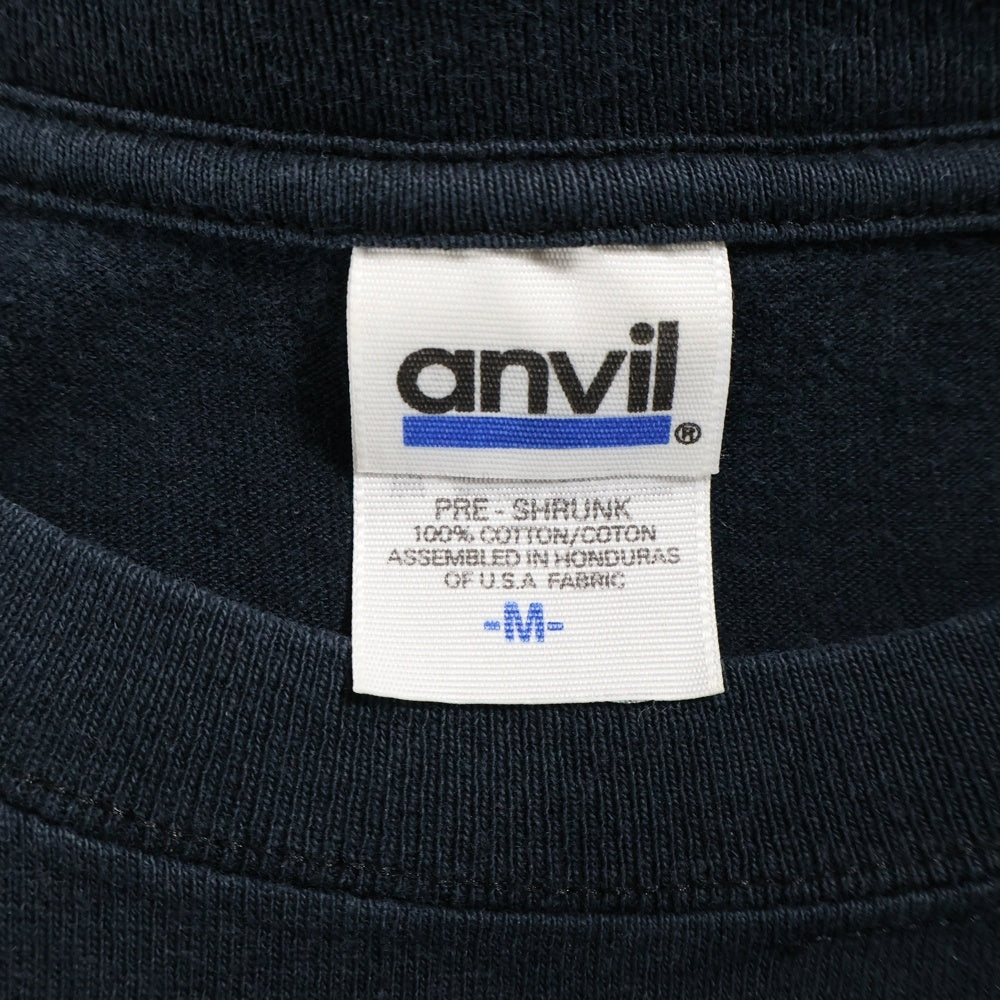 anvil
®
PRE - SHRUNK
100% COTTON/COTON
ASSEMBLED IN HONDURAS
OF U.S.A FABRIC
-M-